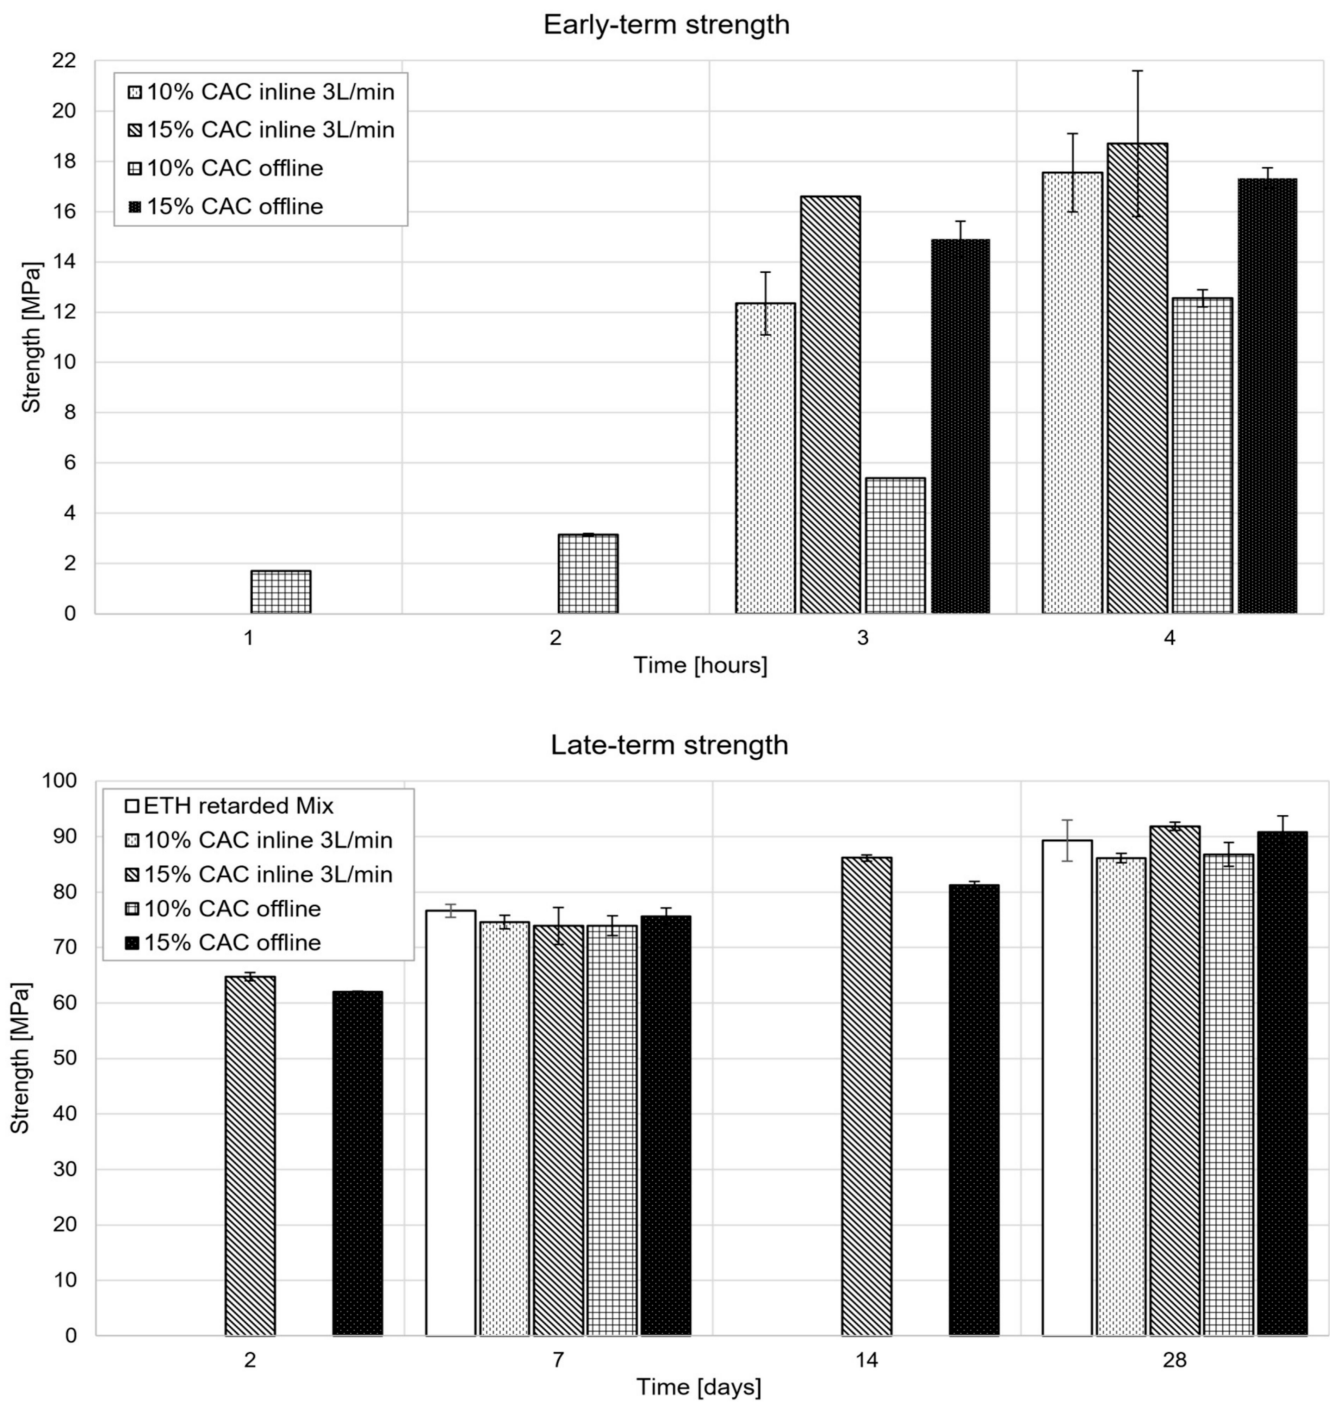 Early-term strength
22
20
18
16
14
12
10
8
6
4
2
0
Strength [MPa]
10% CAC inline 3L/min
15% CAC inline 3L/min
10% CAC offline
15% CAC offline
1 2 3 4
Time [hours]
Late-term strength
100
90
80
70
60
50
40
30
20
10
0
Strength [MPa]
ETH retarded Mix
10% CAC inline 3L/min
15% CAC inline 3L/min
10% CAC offline
15% CAC offline
2 7 14 28
Time [days]